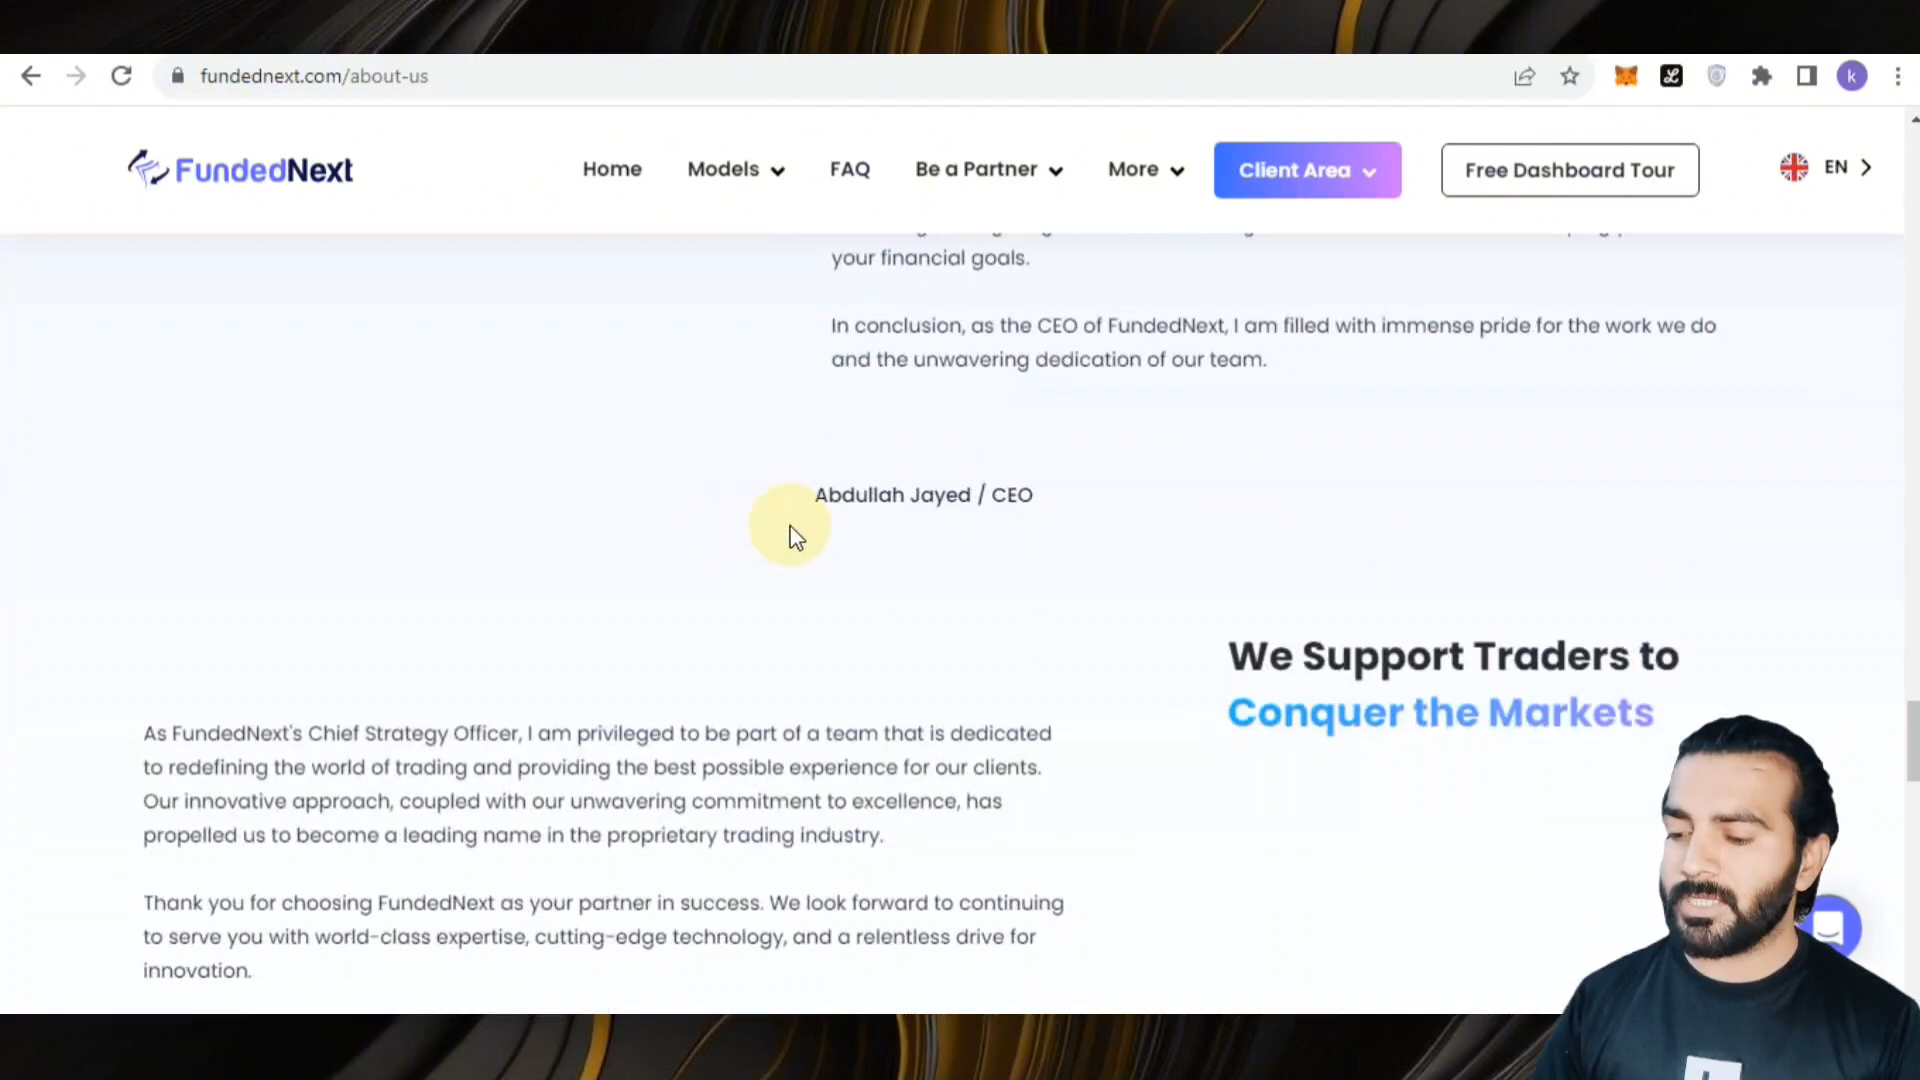 fundednext.com/about-us
k
FundedNext
Home
Models
FAQ
Be a Partner
More
Client Area
Free Dashboard Tour
EN
your financial goals.
In conclusion, as the CEO of FundedNext, I am filled with immense pride for the work we do
and the unwavering dedication of our team.
Abdullah Jayed / CEO
We Support Traders to
Conquer the Markets
As FundedNext's Chief Strategy Officer, I am privileged to be part of a team that is dedicated
to redefining the world of trading and providing the best possible experience for our clients.
Our innovative approach, coupled with our unwavering commitment to excellence, has
propelled us to become a leading name in the proprietary trading industry.
Thank you for choosing FundedNext as your partner in success. We look forward to continuing
to serve you with world-class expertise, cutting-edge technology, and a relentless drive for
innovation.